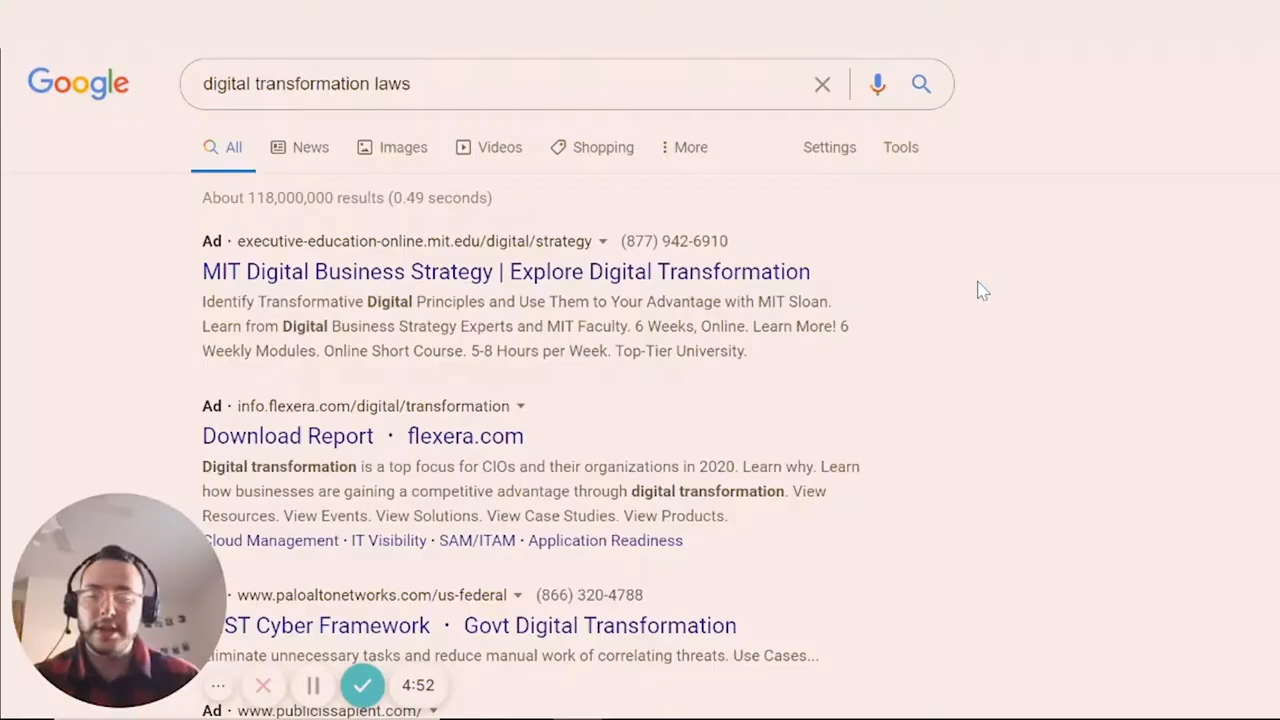 Google
digital transformation laws
All News Images Videos Shopping More Settings Tools
About 118,000,000 results (0.49 seconds)
Ad · executive-education-online.mit.edu/digital/strategy (877) 942-6910
MIT Digital Business Strategy | Explore Digital Transformation
Identify Transformative Digital Principles and Use Them to Your Advantage with MIT Sloan.
Learn from Digital Business Strategy Experts and MIT Faculty. 6 Weeks, Online. Learn More! 6
Weekly Modules. Online Short Course. 5-8 Hours per Week. Top-Tier University.
Ad · info.flexera.com/digital/transformation
Download Report · flexera.com
Digital transformation is a top focus for CIOs and their organizations in 2020. Learn why. Learn
how businesses are gaining a competitive advantage through digital transformation. View
Resources. View Events. View Solutions. View Case Studies. View Products.
Cloud Management · IT Visibility · SAM/ITAM · Application Readiness
· www.paloaltonetworks.com/us-federal (866) 320-4788
ST Cyber Framework · Govt Digital Transformation
liminate unnecessary tasks and reduce manual work of correlating threats. Use Cases...
4:52
Ad · www.publicissapient.com/